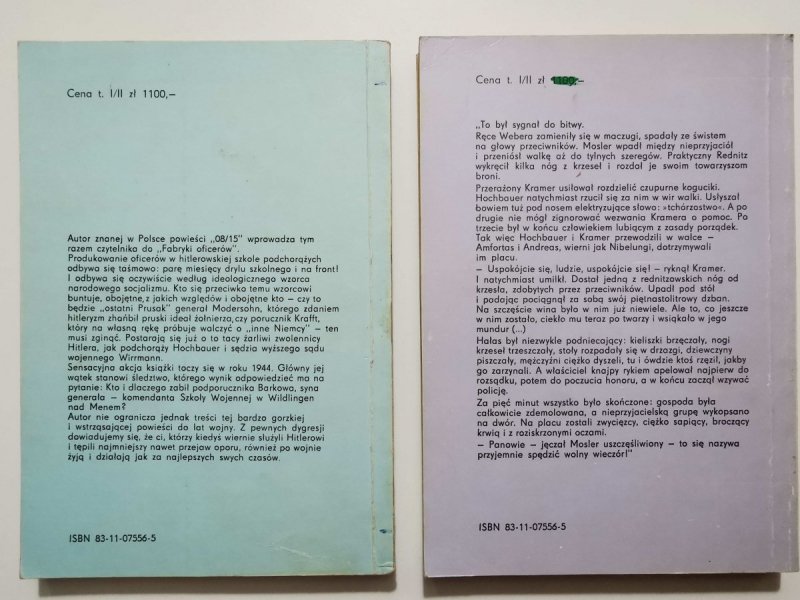 Cena t. I/II zł 1100,—
Autor znanej w Polsce powieści „08/15" wprowadza tym
razem czytelnika do „Fabryki oficerów".
Produkowanie oficerów w hitlerowskiej szkole podchorążych
odbywa się taśmowo: parę miesięcy drylu szkolnego i na front!
I odbywa się oczywiście według ideologicznego wzorca
narodowego socjalizmu. Kto się przeciwko temu wzorcowi
buntuje, obojętne, z jakich względów i obojętne kto — czy to
będzie „ostatni Prusak" generał Modersohn, którego zdaniem
hitleryzm zhańbił pruski ideał żołnierza, czy porucznik Krafft,
który na własną rękę próbuje walczyć o „inne Niemcy" — ten
musi zginąć. Postarają się już o to tacy żarliwi zwolennicy
Hitlera, jak podchorąży Hochbauer i sędzia wyższego sądu
wojennego Wirrmann.
Sensacyjna akcja książki toczy się w roku 1944. Główny jej
wątek stanowi śledztwo, którego wynik odpowiedzieć ma na
pytanie: Kto i dlaczego zabił podporucznika Barkowa, syna
generała — komendanta Szkoły Wojennej w Wildlingen
nad Menem?
Autor nie ogranicza jednak treści tej bardzo gorzkiej
i wstrząsającej powieści do lat wojny. Z pewnych dygresji
dowiadujemy się, że ci, którzy kiedyś wiernie służyli Hitlerowi
i tępili najmniejszy nawet przejaw oporu, również po wojnie
żyją i działają jak za najlepszych swych czasów.
ISBN 83-11-07556-5
Cena t. I/II zł 1100,—
„To był sygnał do bitwy.
Ręce Webera zamieniły się w maczugi, spadały ze świstem
na głowy przeciwników. Mosler wpadł między nieprzyjaciół
i przeniósł walkę aż do tylnych szeregów. Praktyczny Rednitz
wykręcił kilka nóg z krzeseł i rozdał je swoim towarzyszom
broni.
Przerażony Kramer usiłował rozdzielić czupurne koguciki.
Hochbauer natychmiast rzucił się za nim w wir walki. Usłyszał
bowiem tuż pod nosem elektryzujące słowo: »tchórzostwo«. A po
drugie nie mógł zignorować wezwania Kramera o pomoc. Po
trzecie był w końcu człowiekiem lubiącym z zasady porządek.
Tak więc Hochbauer i Kramer przewodzili w walce —
Amfortas i Andreas, wierni jak Nibelungi, dotrzymywali
im placu.
— Uspokójcie się, ludzie, uspokójcie się! — ryknął Kramer.
I natychmiast umilkł. Dostał jedną z rednitzowskich nóg od
krzesła, zdobytych przez przeciwników. Upadł pod stół
i padając pociągnął za sobą swój piętnastolitrowy dzban.
Na szczęście wina było w nim już niewiele. Ale to, co jeszcze
w nim zostało, ciekło mu teraz po twarzy i wsiąkało w jego
mundur (...)
Hałas był niezwykle podniecający: kieliszki brzęczały, nogi
krzeseł trzeszczały, stoły rozpadały się w drzazgi, dziewczyny
piszczały, mężczyźni ciężko dyszeli, tu i ówdzie ktoś rzęził, jakby
go zarzynali. A właściciel knajpy rykiem apelował najpierw do
rozsądku, potem do poczucia honoru, a w końcu zaczął wzywać
policję.
Za pięć minut wszystko było skończone: gospoda była
całkowicie zdemolowana, a nieprzyjacielską grupę wykopsano
na dwór. Na placu zostali zwycięzcy, ciężko sapiący, broczący
krwią i z roziskrzonymi oczami.
— Panowie — jęczał Mosler uszczęśliwiony — to się nazywa
przyjemnie spędzić wolny wieczór!"
ISBN 83-11-07556-5